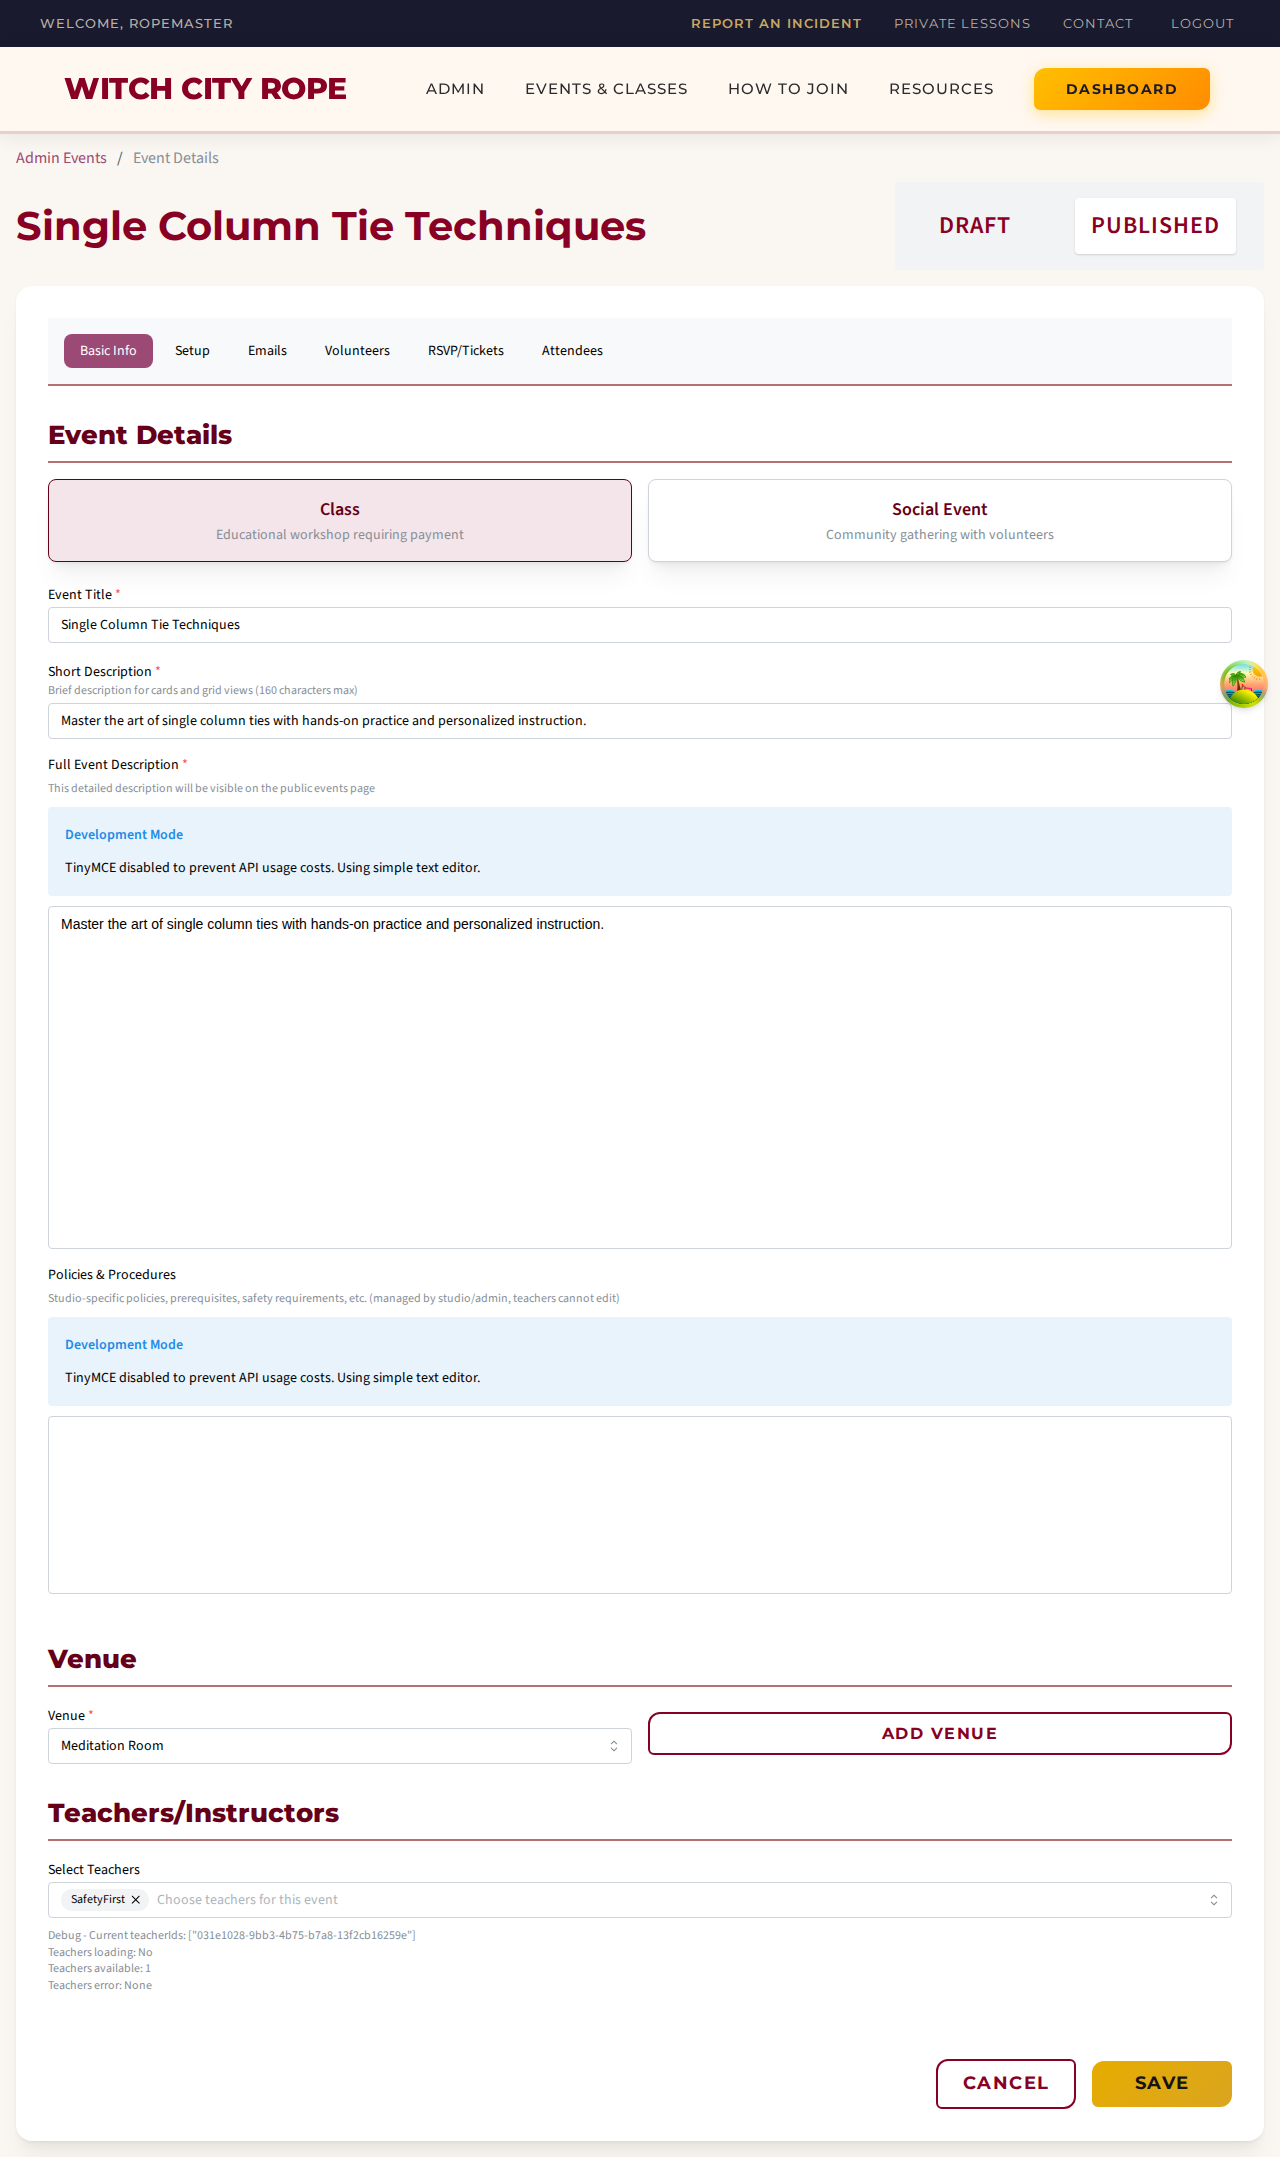 WELCOME, ROPEMASTER
REPORT AN INCIDENT PRIVATE LESSONS CONTACT LOGOUT
WITCH CITY ROPE
ADMIN EVENTS & CLASSES HOW TO JOIN RESOURCES DASHBOARD
Admin Events / Event Details
Single Column Tie Techniques
DRAFT PUBLISHED
Basic Info Setup Emails Volunteers RSVP/Tickets Attendees
Event Details
Class
Educational workshop requiring payment
Social Event
Community gathering with volunteers
Event Title *
Single Column Tie Techniques
Short Description *
Brief description for cards and grid views (160 characters max)
Master the art of single column ties with hands-on practice and personalized instruction.
Full Event Description *
This detailed description will be visible on the public events page
Development Mode
TinyMCE disabled to prevent API usage costs. Using simple text editor.
Master the art of single column ties with hands-on practice and personalized instruction.
Policies & Procedures
Studio-specific policies, prerequisites, safety requirements, etc. (managed by studio/admin, teachers cannot edit)
Development Mode
TinyMCE disabled to prevent API usage costs. Using simple text editor.
Venue
Venue *
Meditation Room
ADD VENUE
Teachers/Instructors
Select Teachers
SafetyFirst Choose teachers for this event
Debug - Current teacherIds: ["031e1028-9bb3-4b75-b7a8-13f2cb16259e"]
Teachers loading: No
Teachers available: 1
Teachers error: None
CANCEL SAVE